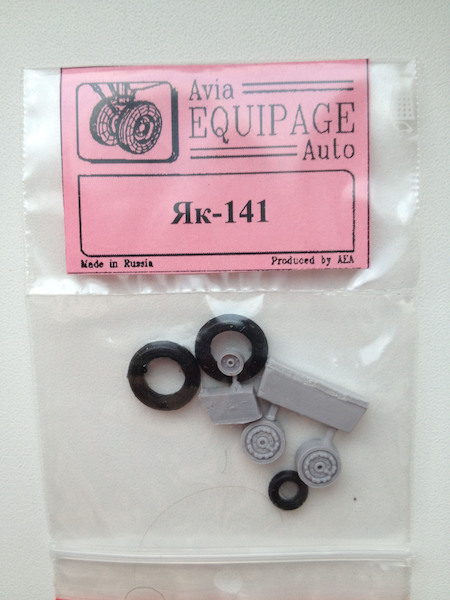 Avia
EQUIPAGE
Auto
Як-141
Made in Russia
Produced by AEA